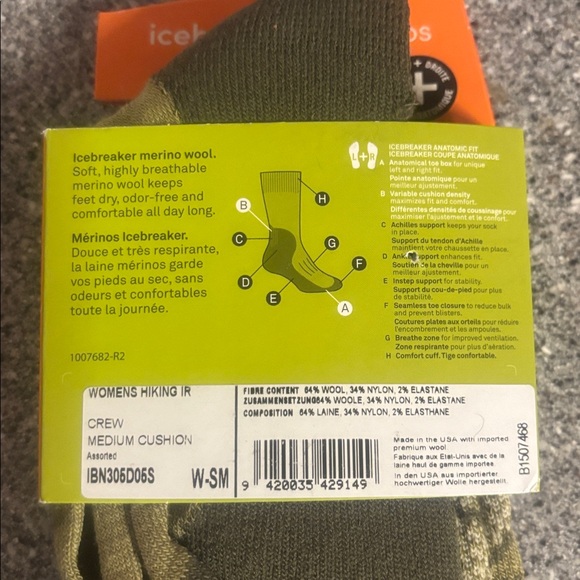 iceb
os
DROITE
Icebreaker merino wool.
Soft, highly breathable
merino wool keeps
feet dry, odor-free and
comfortable all day long.
Mérinos Icebreaker.
Douce et très respirante,
la laine mérinos garde
vos pieds au sec, sans
odeurs et confortables
toute la journée.
1007682-R2
B
C
D
E
H
G
F
A
L+R
ICEBREAKER ANATOMIC FIT
ICEBREAKER COUPE ANATOMIQUE
A Anatomical toe box for unique
left and right fit.
Pointe anatomique pour un
meilleur ajustement.
B Variable cushion density
maximizes fit and comfort.
Différentes densités de coussinage pour
maximiser l'ajustement et le confort.
C Achilles support keeps your sock
in place.
Support du tendon d'Achille
maintient votre chaussetts en place.
D support enhances fit.
Soutien de la cheville pour un
meilleur ajustement.
E Instep support for stability.
Support du cou-de-pied pour plus
de stabilité.
F Seamless toe closure to reduce bulk
and prevent blisters.
Coutures plates aux orteils pour réduire
l'encombrement et les ampoules.
G Breathe zone for improved ventilation.
Zone respirante pour plus d'aération.
H Comfort cuff. Tige confortable.
WOMENS HIKING IR
CREW
MEDIUM CUSHION
Assorted
IBN305D05S W-SM
FIBRE CONTENT 64% WOOL, 34% NYLON, 2% ELASTANE
ZUSAMMENSETZUNG64% WOOLE, 34% NYLON, 2% ELASTANE
COMPOSITION 64% LAINE, 34% NYLON, 2% ELASTHANE
9 420035 429149
Made in the USA with imported
premium wool
Fabrique aux Etat-Unis avec de la
laine haut de gamme importes
In den USA aus importierter
hochwertiger Wolle hergestellt.
B1507468